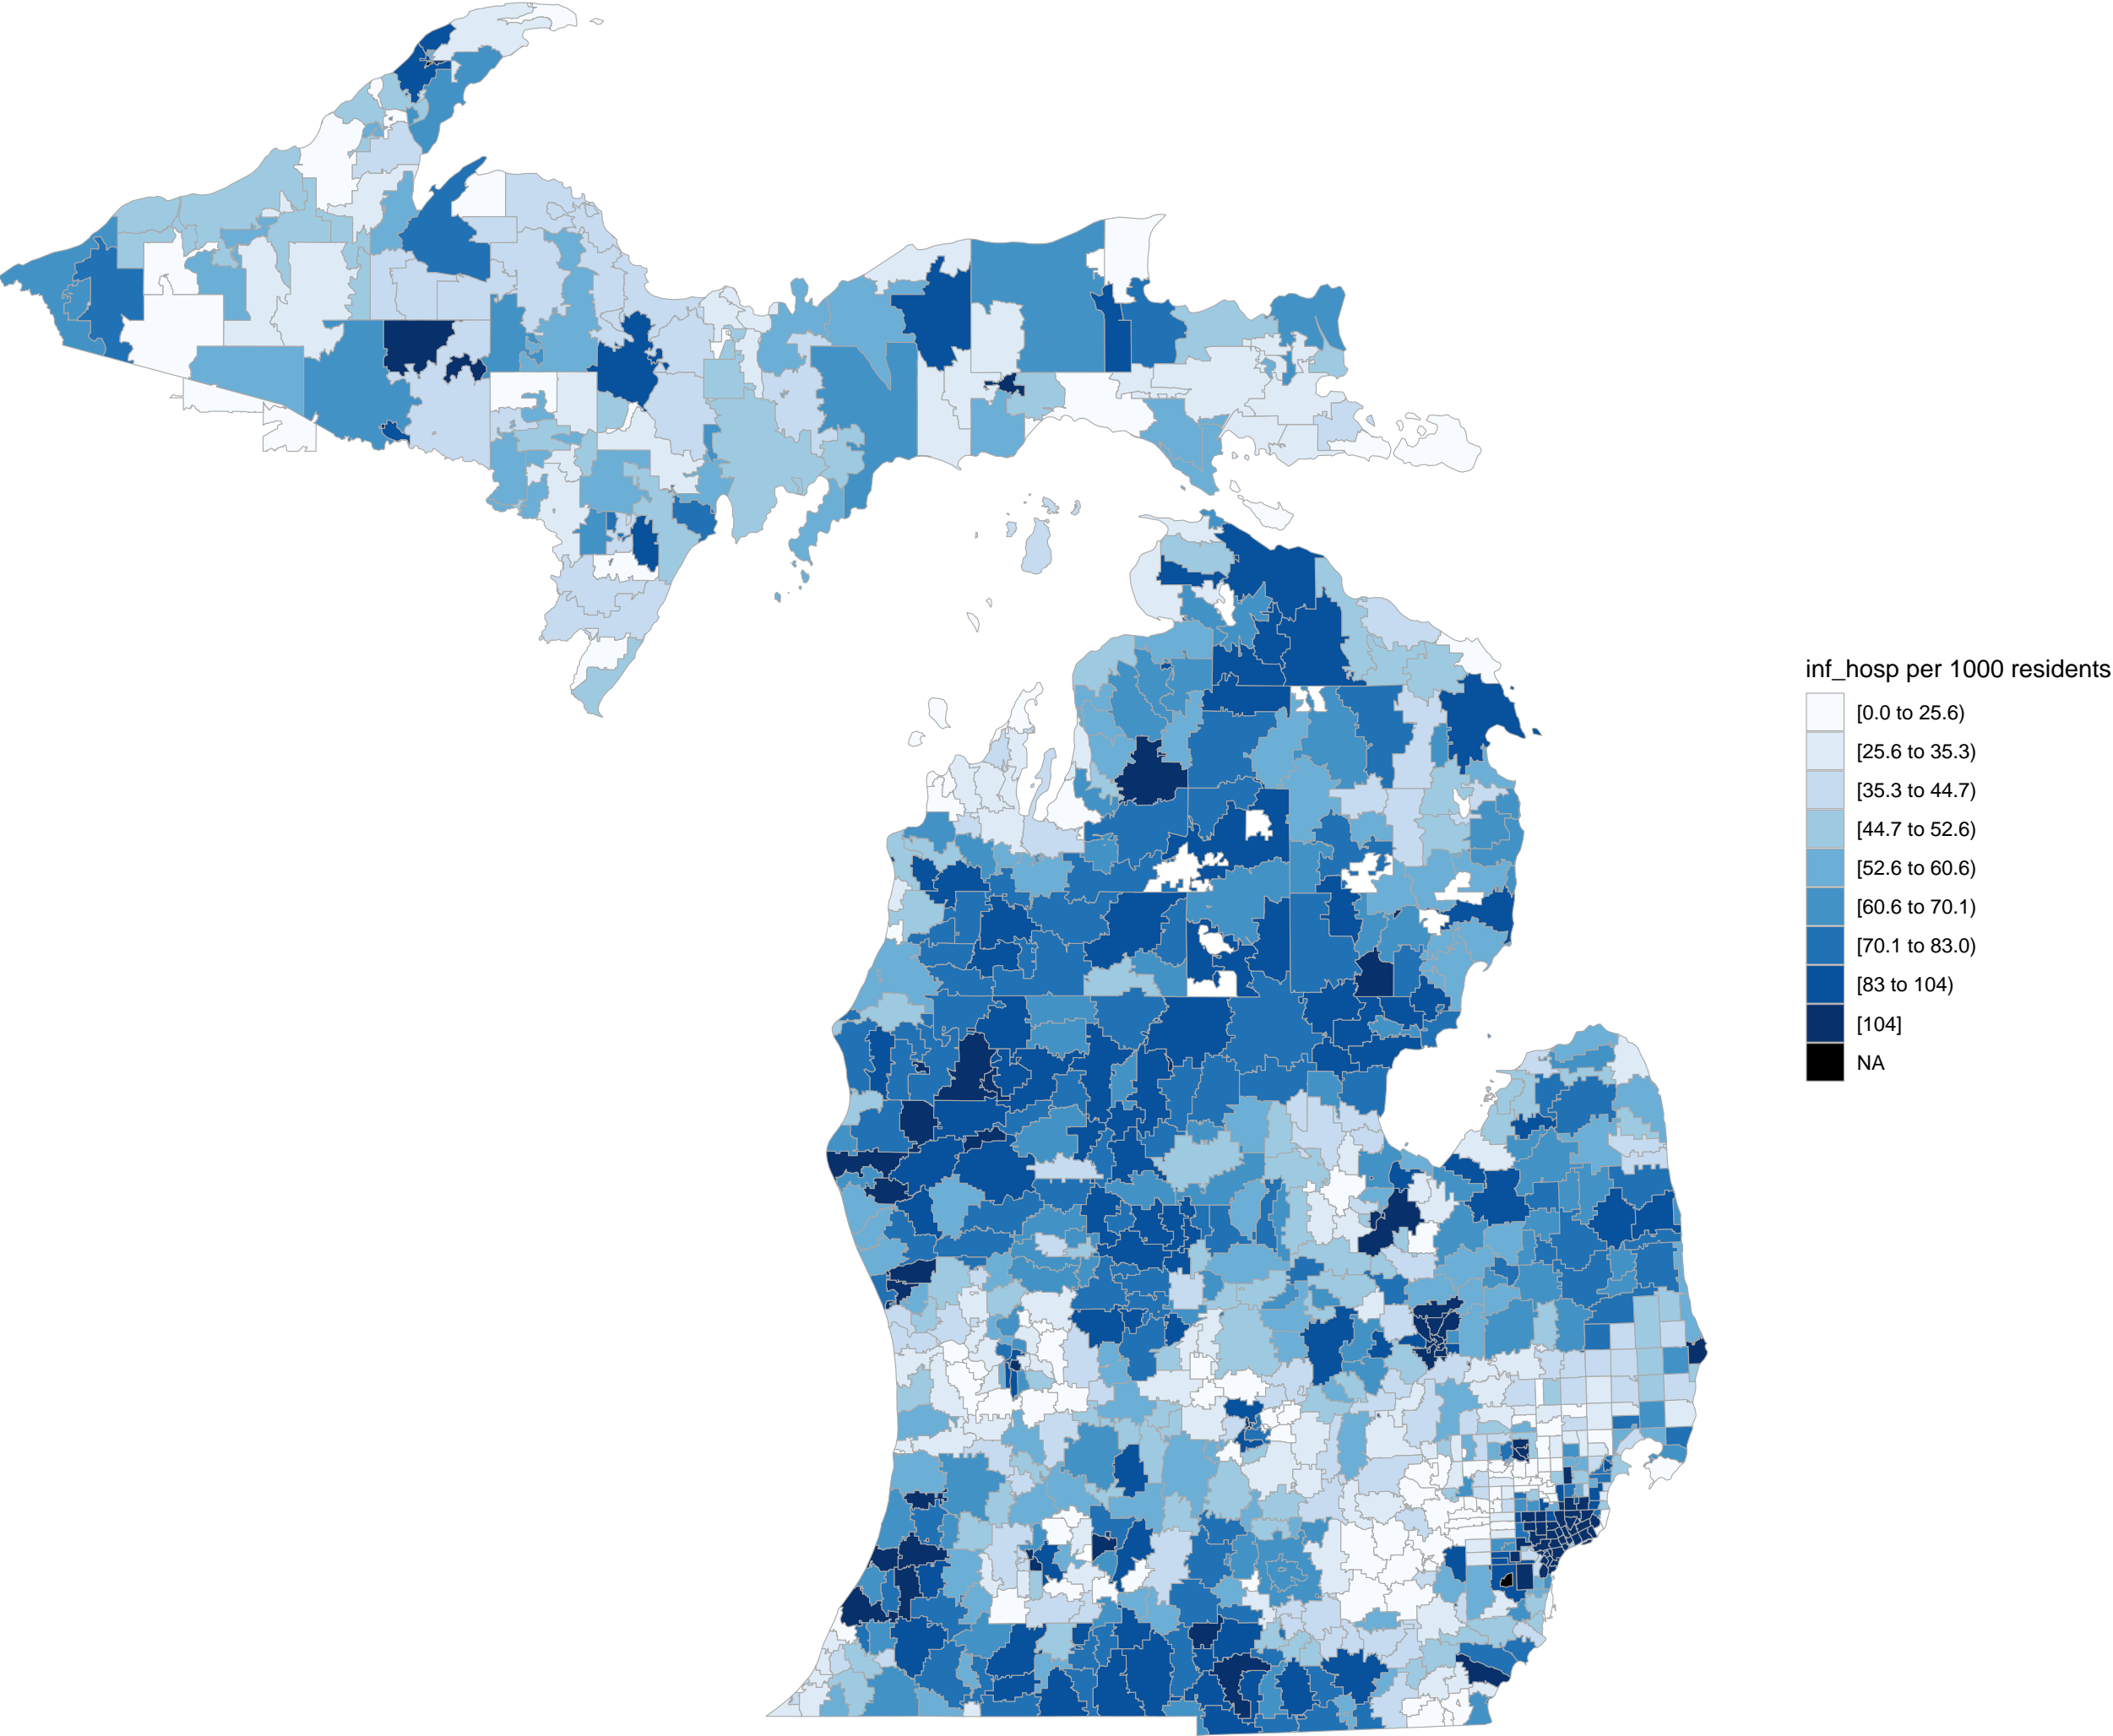 inf_hosp per 1000 residents
[0.0 to 25.6)
[25.6 to 35.3)
[35.3 to 44.7)
[44.7 to 52.6)
[52.6 to 60.6)
[60.6 to 70.1)
[70.1 to 83.0)
[83 to 104)
[104]
NA